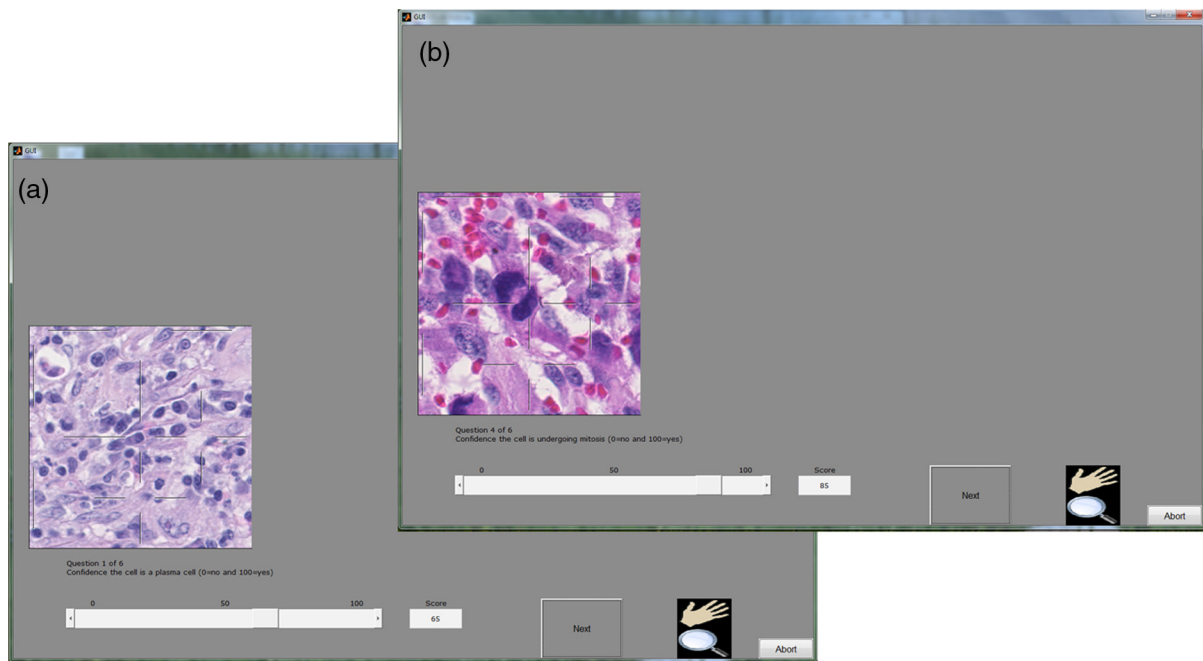 GUI
(b)
Question 4 of 6
Confidence the cell is undergoing mitosis (0=no and 100=yes)
0 50 100 Score
85
Next
Abort
GUI
(a)
Question 1 of 6
Confidence the cell is a plasma cell (0=no and 100=yes)
0 50 100 Score
65
Next
Abort